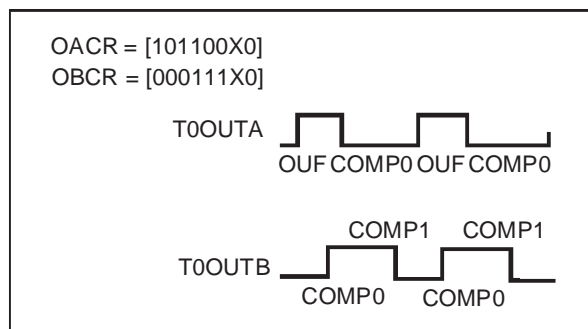 OACR = [101100X0]
OBCR = [000111X0]
T0OUTA
OUF COMP0 OUF COMP0
COMP1 COMP1
T0OUTB
COMP0 COMP0